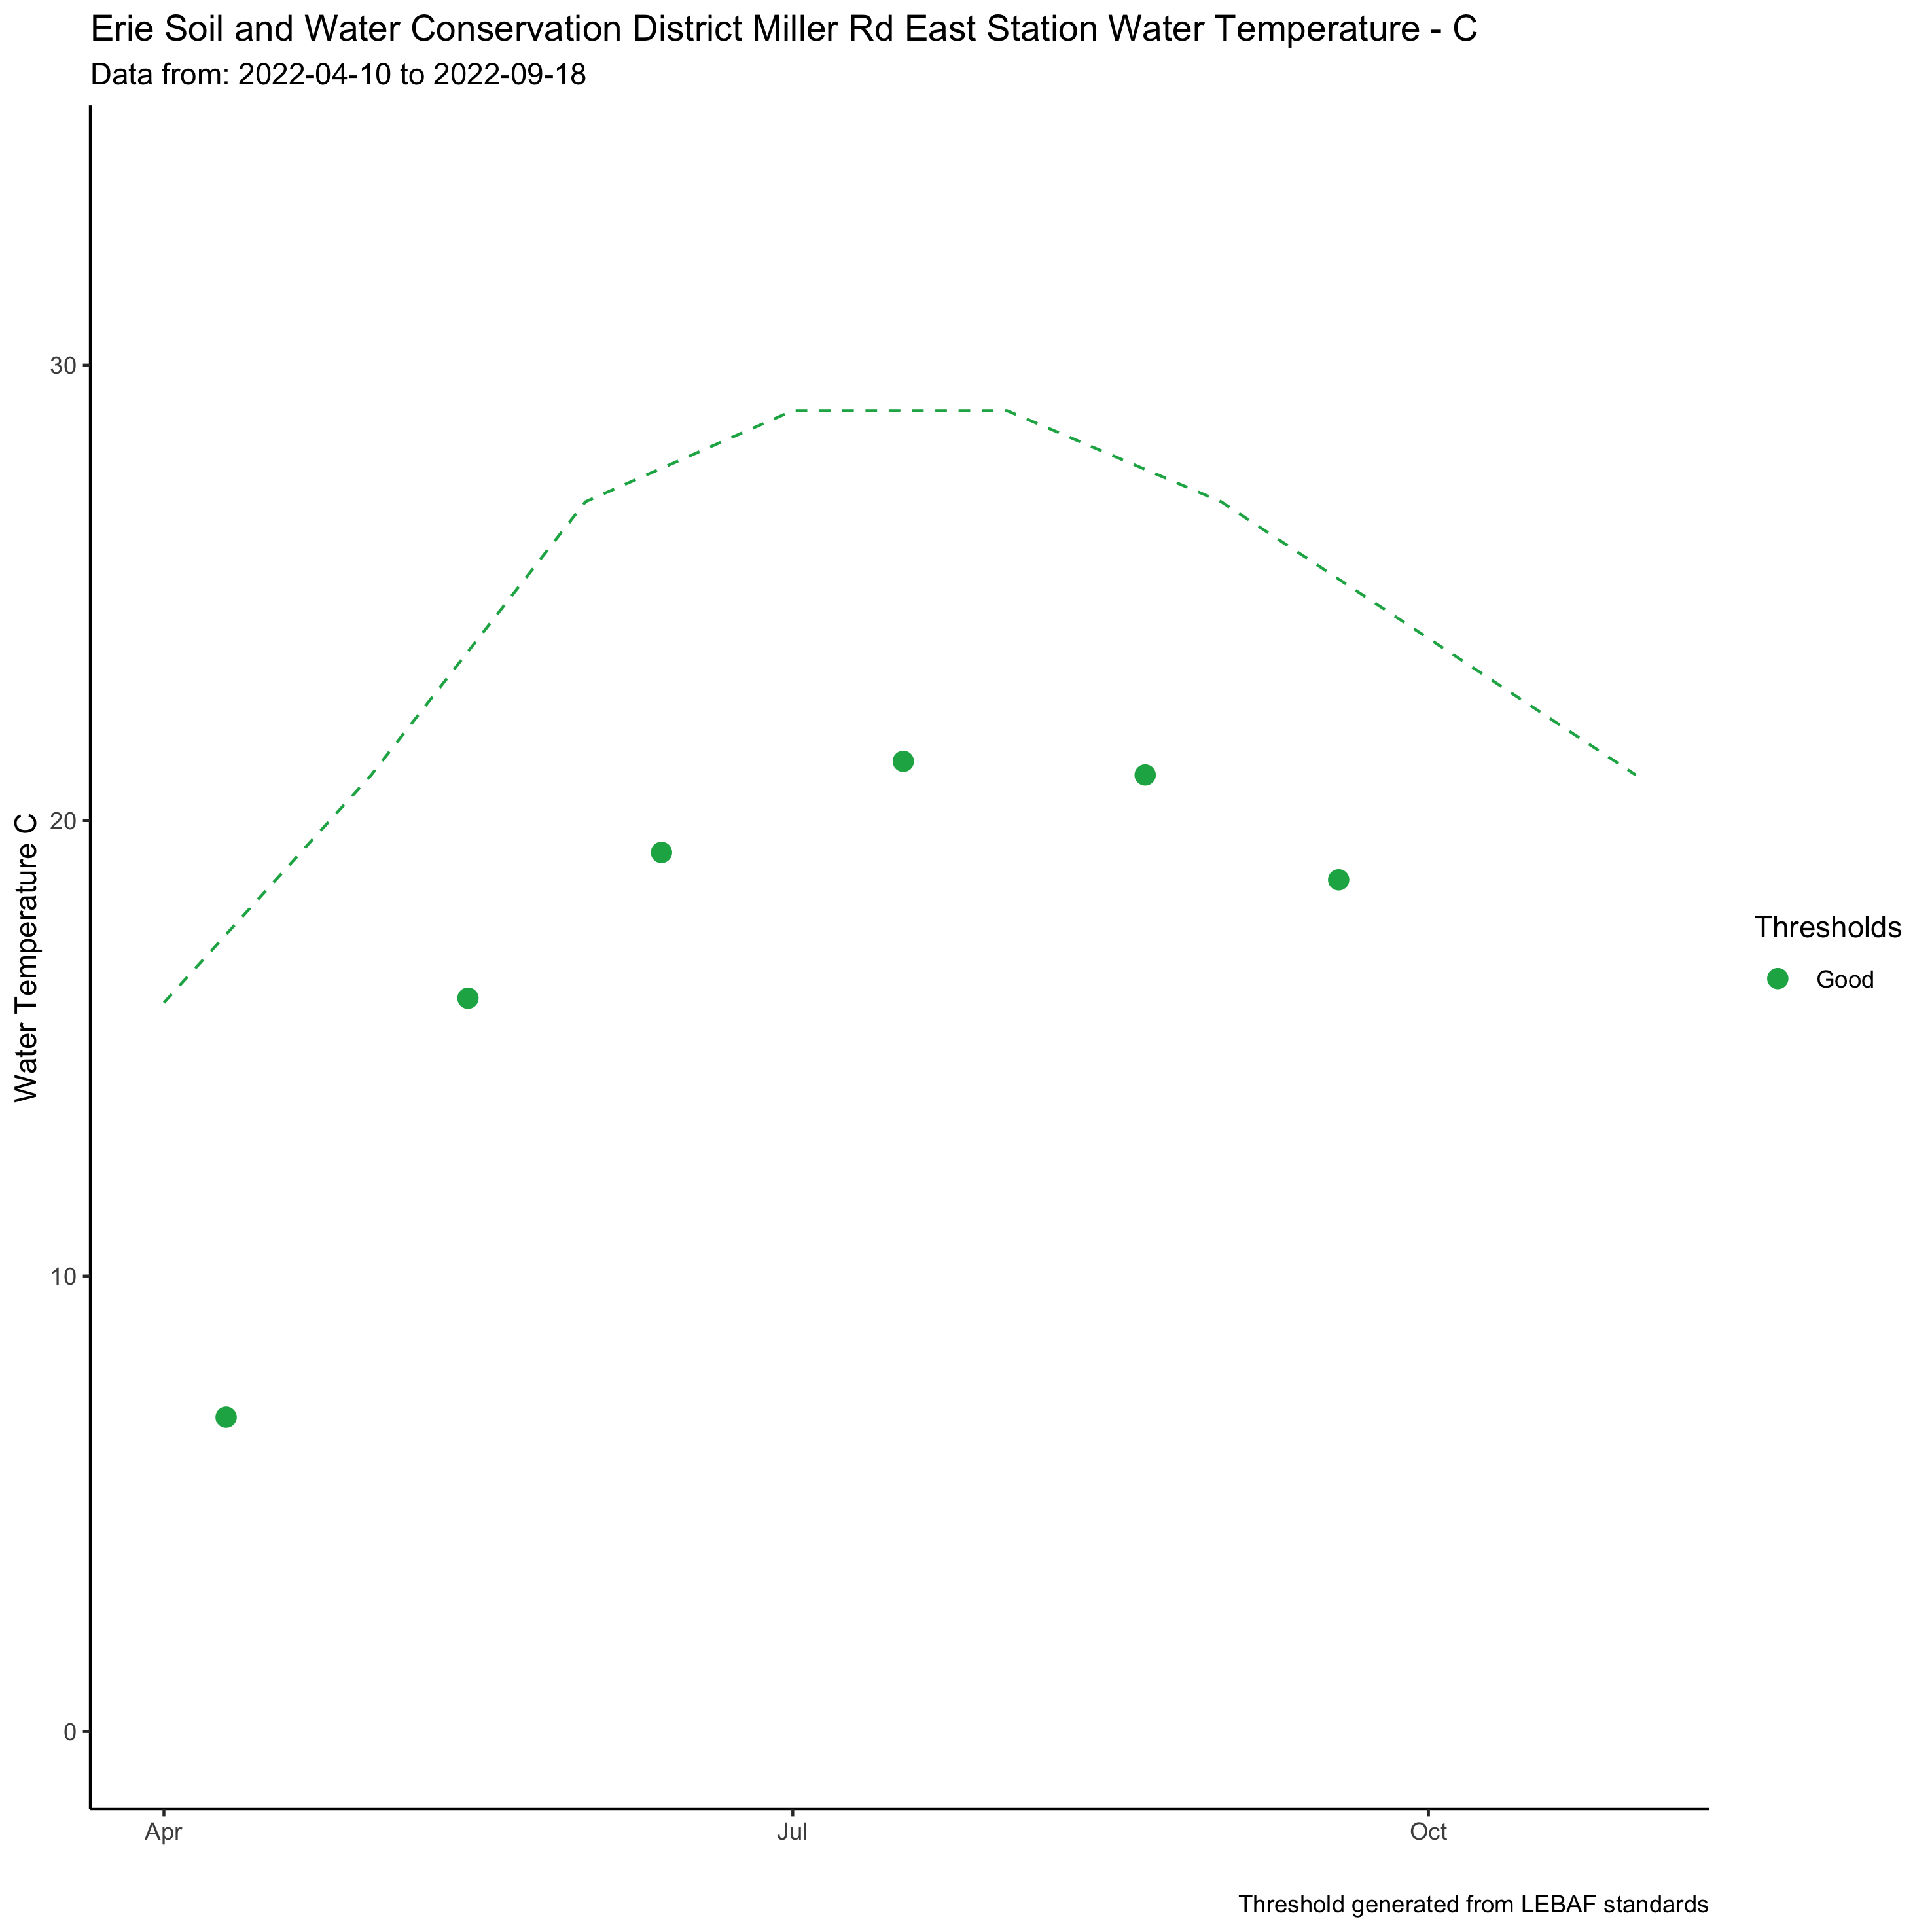 Erie Soil and Water Conservation District Miller Rd East Station Water Temperature - C
Data from: 2022-04-10 to 2022-09-18
30
20
10
0
Water Temperature C
Apr
Jul
Oct
Thresholds
Good
Threshold generated from LEBAF standards